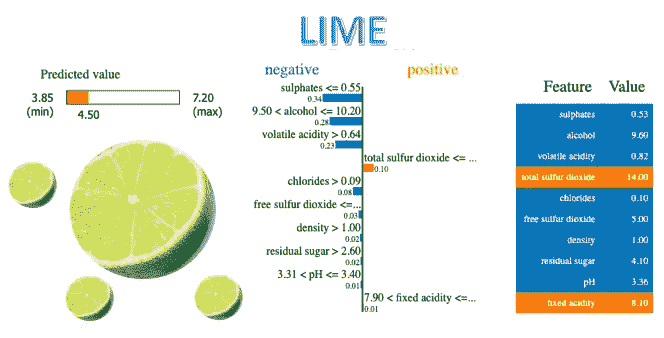 LIME
Predicted value
3.85
(min)
7.20
(max)
4.50
negative
positive
sulphates <= 0.55
0.34
9.50 < alcohol <= 10.20
0.28
volatile acidity > 0.64
0.23
total sulfur dioxide <= ...
0.10
chlorides > 0.09
0.08
free sulfur dioxide <=...
0.03
density > 1.00
0.02
residual sugar > 2.60
0.02
3.31 < pH <= 3.40
0.01
7.90 < fixed acidity <=...
0.01
Feature Value
sulphates 0.53
alcohol 9.60
volatile acidity 0.82
total sulfur dioxide 14.00
chlorides 0.10
free sulfur dioxide 5.00
density 1.00
residual sugar 4.10
pH 3.36
fixed acidity 8.10